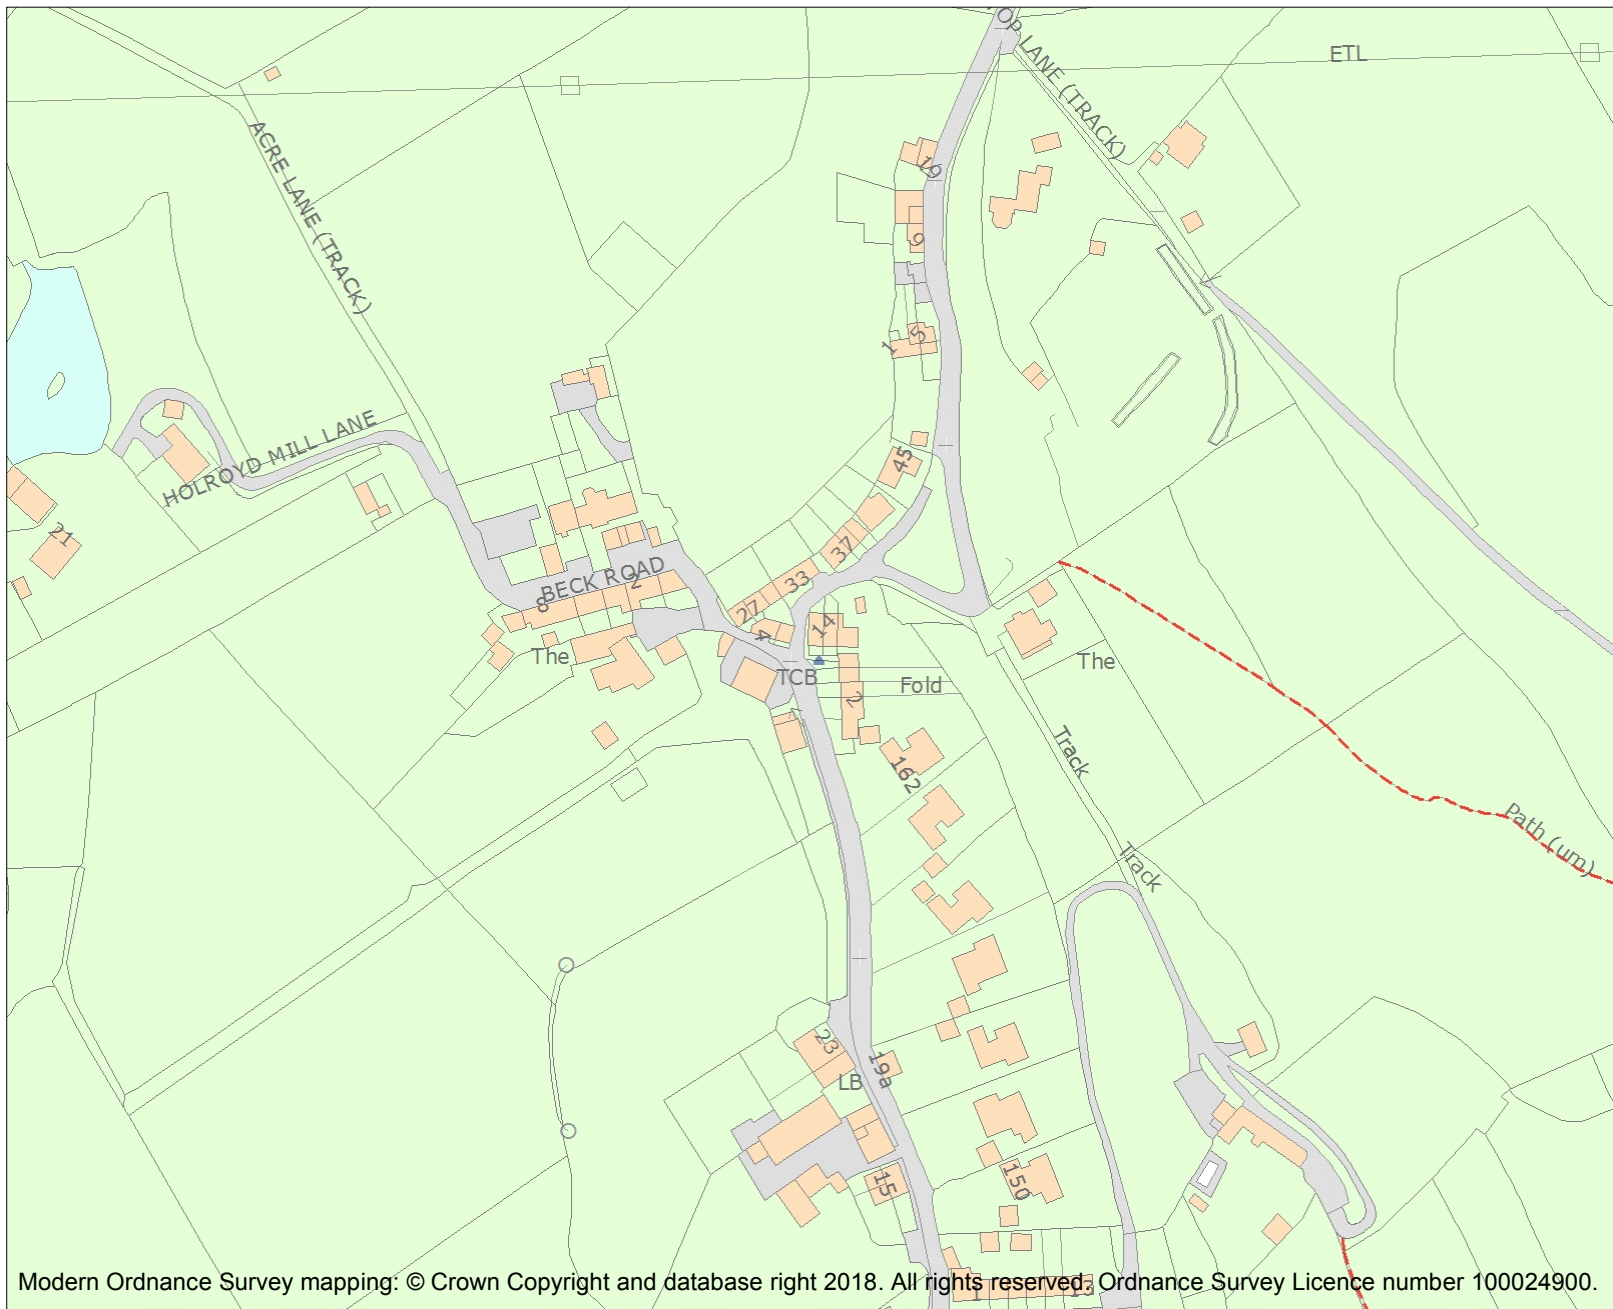 OP LANE (TRACK)
ETL
ACRE LANE (TRACK)
19
9
5
1
HOLROYD MILL LANE
45
21
37
BECK ROAD
2
33
8
27
4
14
The
The
TCB
Fold
2
Track
162
Path (um)
Track
23
19a
LB
15
150
1
Modern Ordnance Survey mapping: © Crown Copyright and database right 2018. All rights reserved. Ordnance Survey Licence number 100024900.